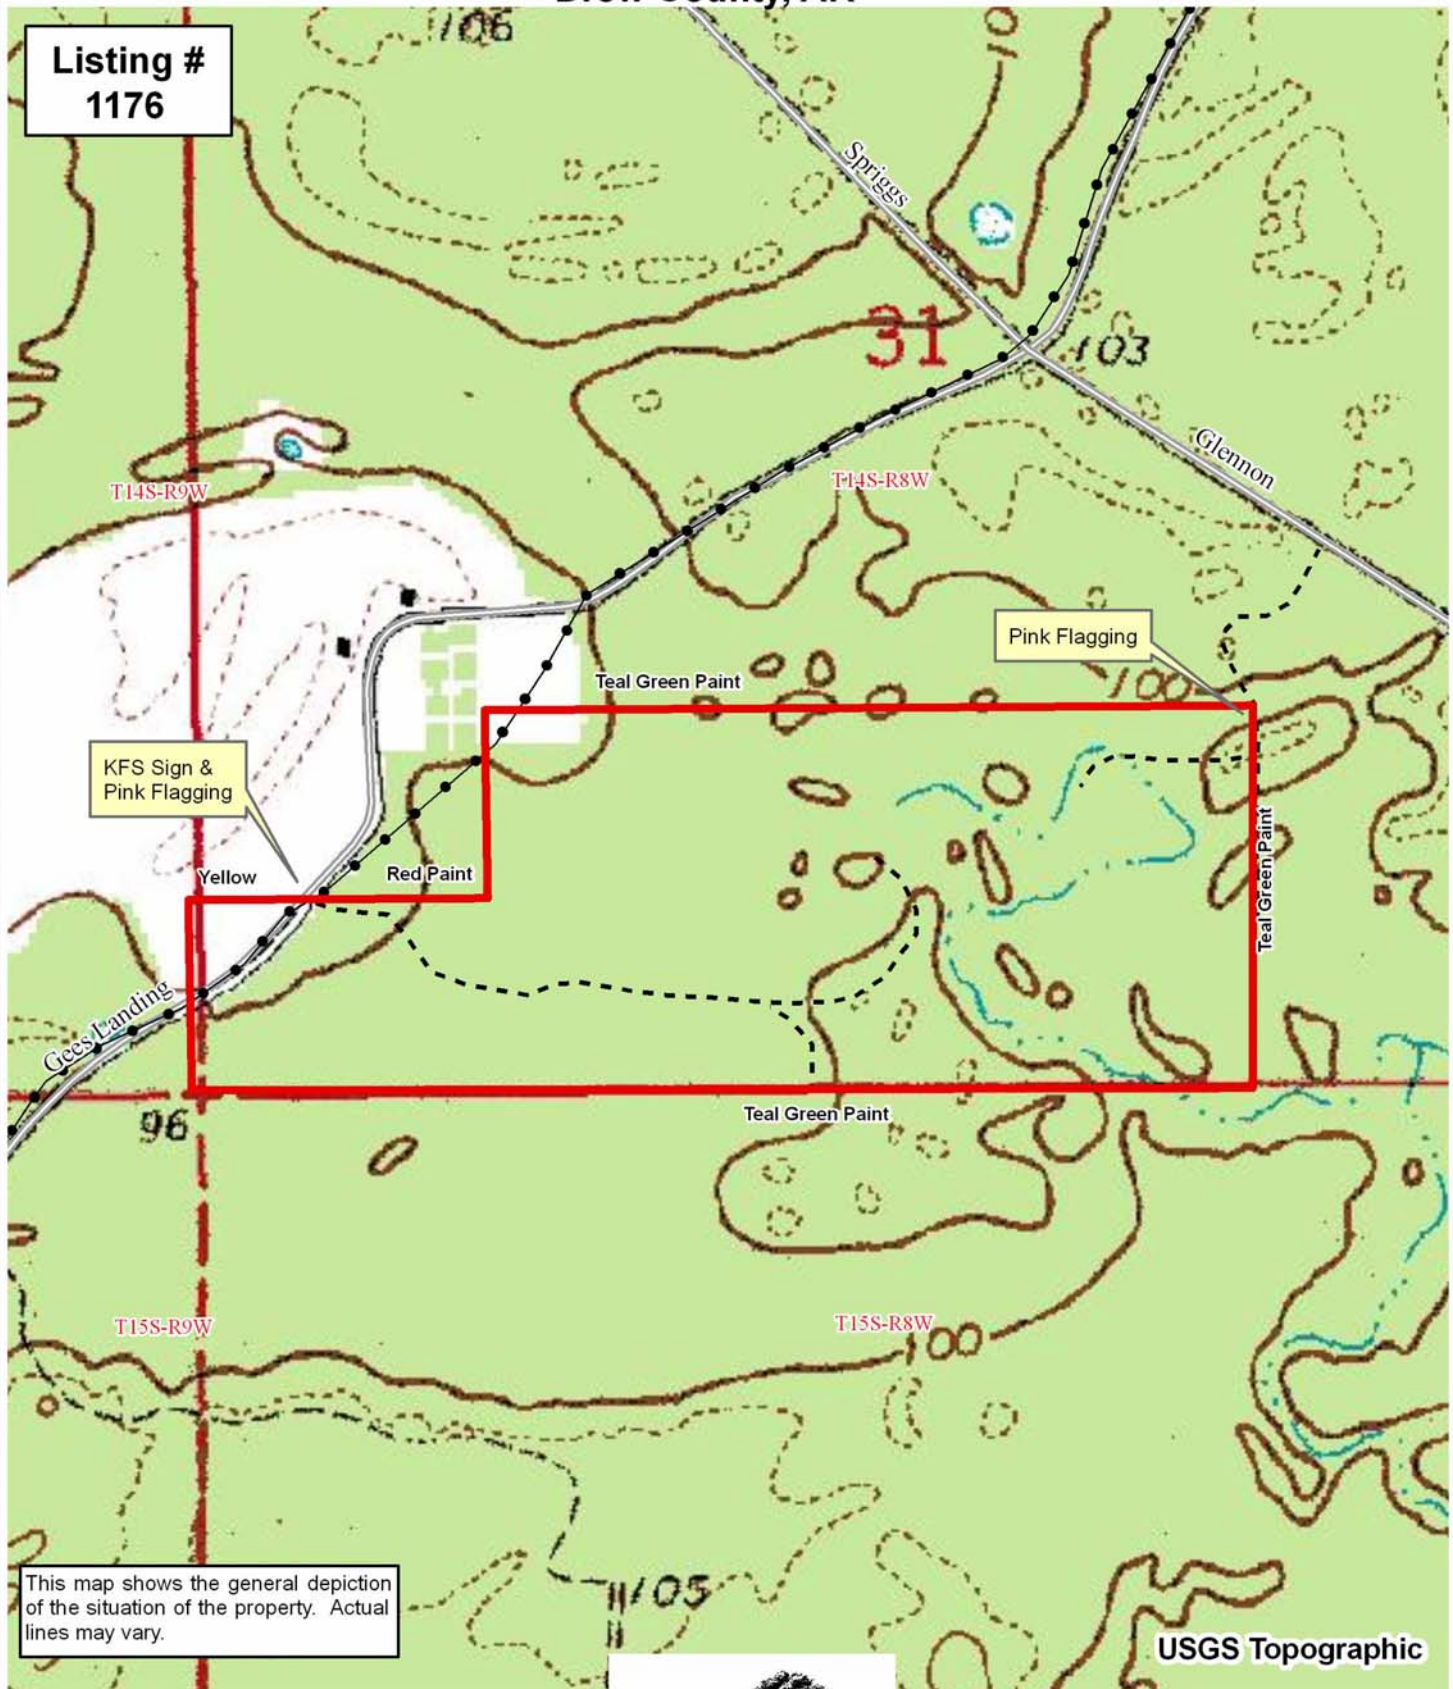 Listing #
1176
106
10
Spriggs
31
103
Glennon
T14S-R9W
T14S-R8W
Pink Flagging
Teal Green Paint
100
KFS Sign &
Pink Flagging
Yellow
Red Paint
Teal Green Paint
Gees Landing
96
Teal Green Paint
T15S-R9W
T15S-R8W
100
This map shows the general depiction
of the situation of the property. Actual
lines may vary.
105
USGS Topographic